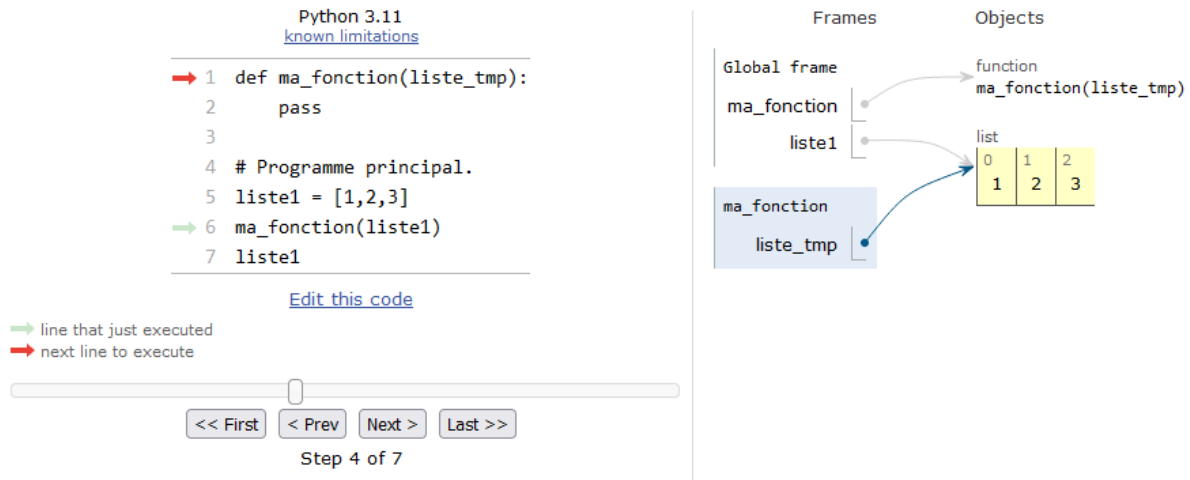 Python 3.11
known limitations
1 def ma_fonction(liste_tmp):
2 pass
3
4 # Programme principal.
5 liste1 = [1,2,3]
6 ma_fonction(liste1)
7 liste1
Edit this code
line that just executed
next line to execute
<< First < Prev Next > Last >>
Step 4 of 7
Frames Objects
Global frame
ma_fonction
liste1
function
ma_fonction(liste_tmp)
list
0 1 2
1 2 3
ma_fonction
liste_tmp